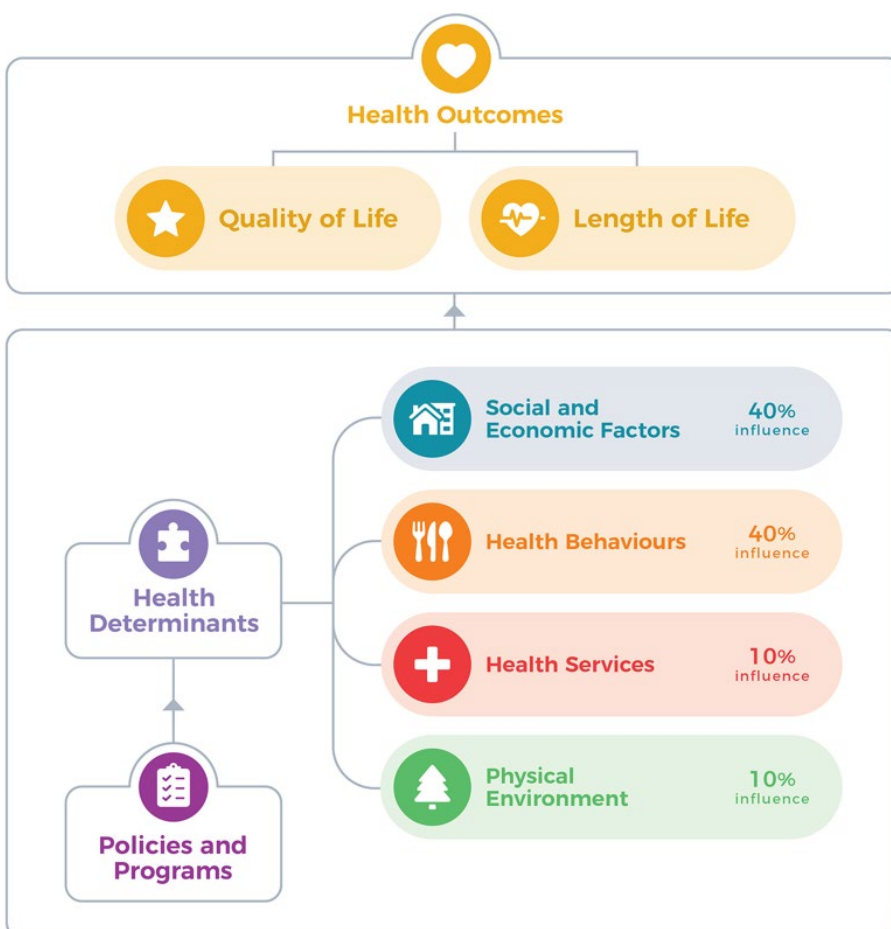 Health Outcomes
Quality of Life
Length of Life
Social and
Economic Factors
40%
influence
Health Behaviours
40%
influence
Health
Determinants
Health Services
10%
influence
Physical
Environment
10%
influence
Policies and
Programs